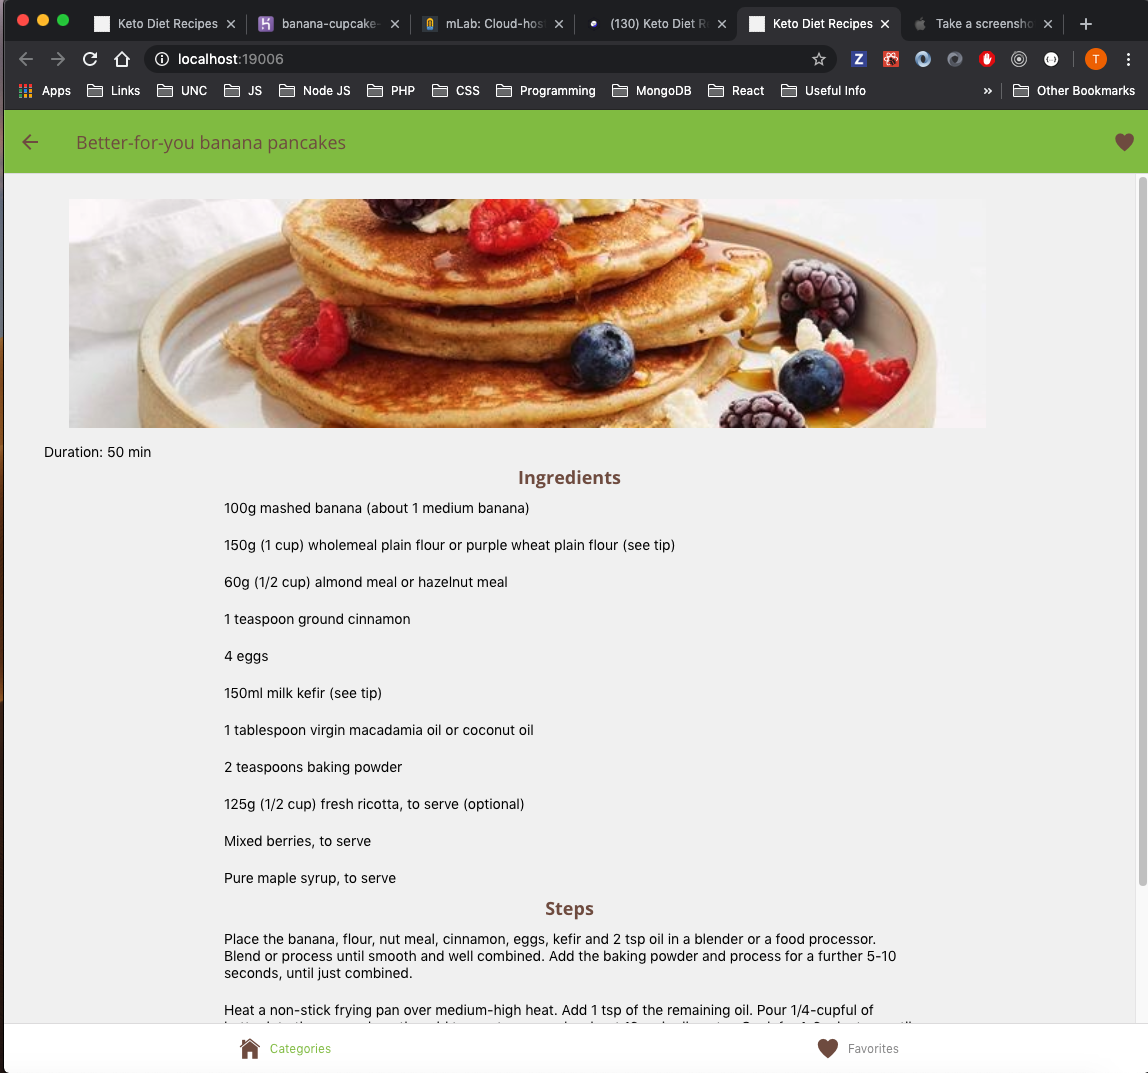 Keto Diet Recipes
banana-cupcake-
mLab: Cloud-hos
(130) Keto Diet R
Keto Diet Recipes
Take a screensho
localhost:19006
T
Apps
Links
UNC
JS
Node JS
PHP
CSS
Programming
MongoDB
React
Useful Info
»
Other Bookmarks
Better-for-you banana pancakes
Duration: 50 min
Ingredients
100g mashed banana (about 1 medium banana)
150g (1 cup) wholemeal plain flour or purple wheat plain flour (see tip)
60g (1/2 cup) almond meal or hazelnut meal
1 teaspoon ground cinnamon
4 eggs
150ml milk kefir (see tip)
1 tablespoon virgin macadamia oil or coconut oil
2 teaspoons baking powder
125g (1/2 cup) fresh ricotta, to serve (optional)
Mixed berries, to serve
Pure maple syrup, to serve
Steps
Place the banana, flour, nut meal, cinnamon, eggs, kefir and 2 tsp oil in a blender or a food processor.
Blend or process until smooth and well combined. Add the baking powder and process for a further 5-10
seconds, until just combined.
Heat a non-stick frying pan over medium-high heat. Add 1 tsp of the remaining oil. Pour 1/4-cupful of
Categories
Favorites